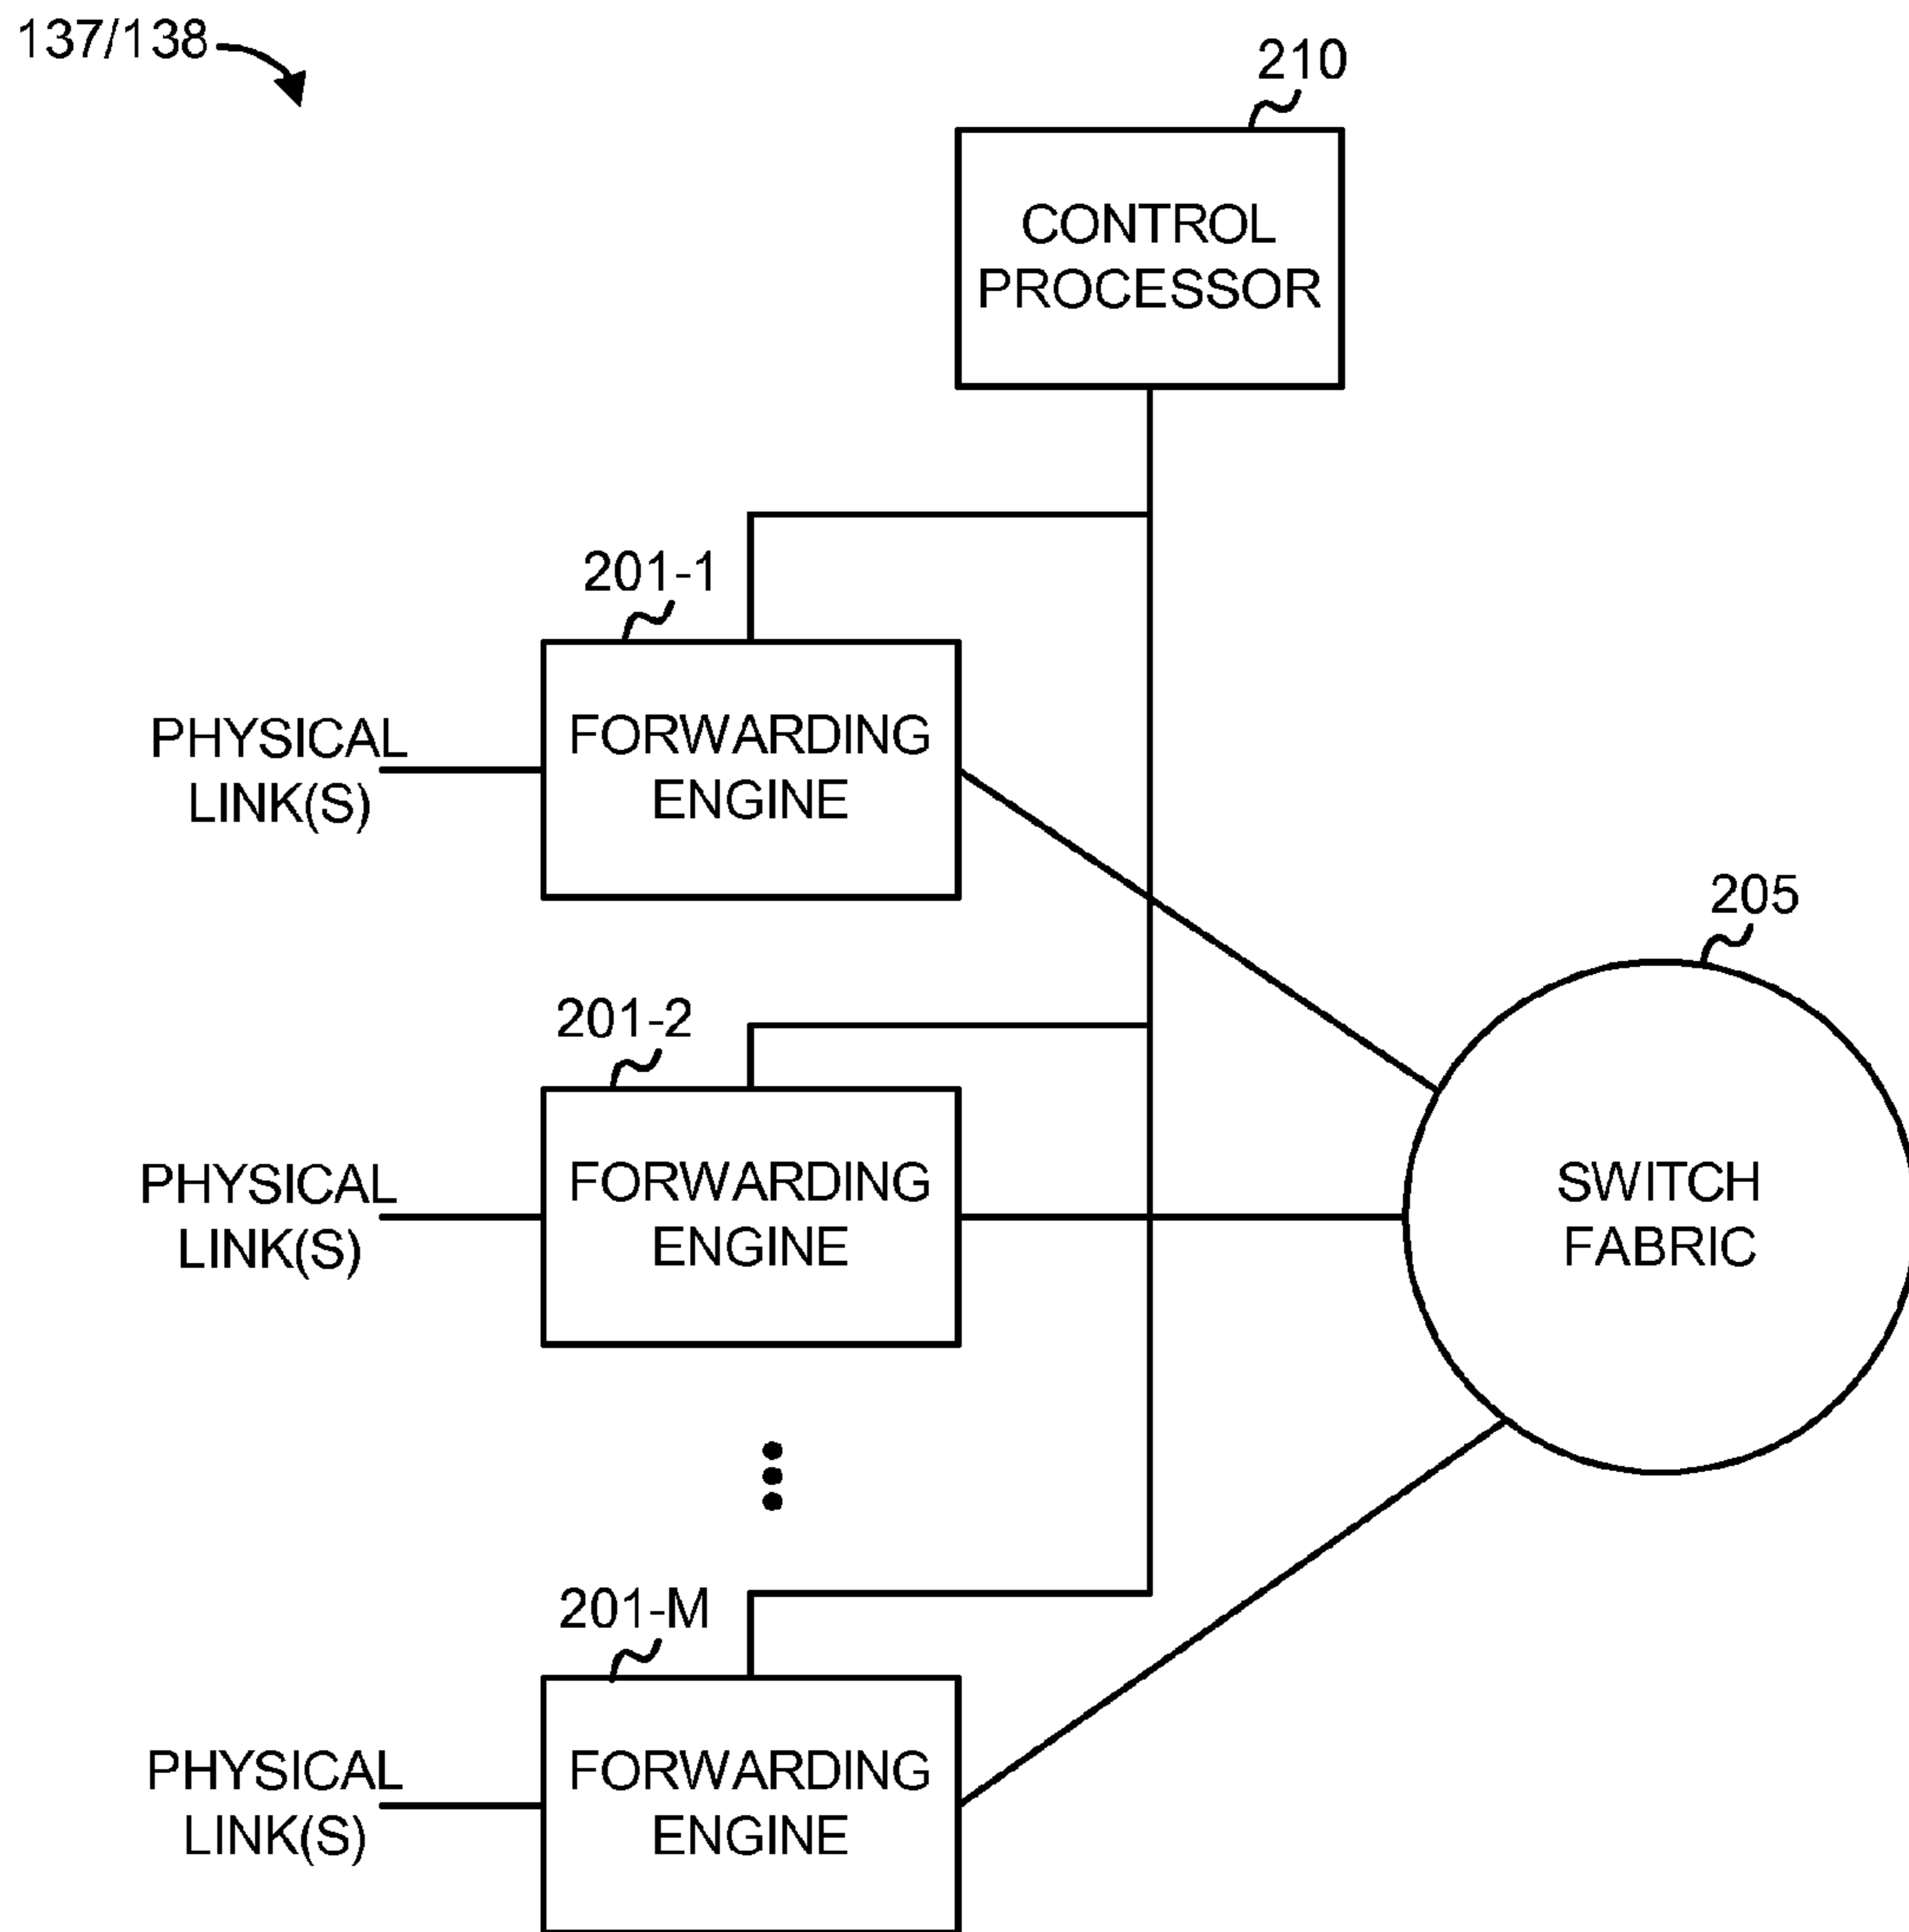 137/138
210
CONTROL
PROCESSOR
201-1
PHYSICAL
LINK(S)
FORWARDING
ENGINE
205
201-2
PHYSICAL
LINK(S)
FORWARDING
ENGINE
SWITCH
FABRIC
201-M
PHYSICAL
LINK(S)
FORWARDING
ENGINE